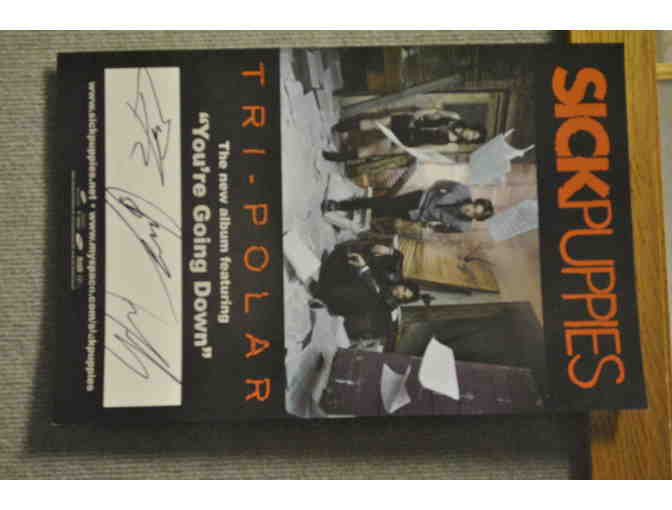 SICKPUPPIES
TRI-POLAR
The new album featuring
"You're Going Down"
www.sickpuppies.net • www.myspace.com/sickpuppies